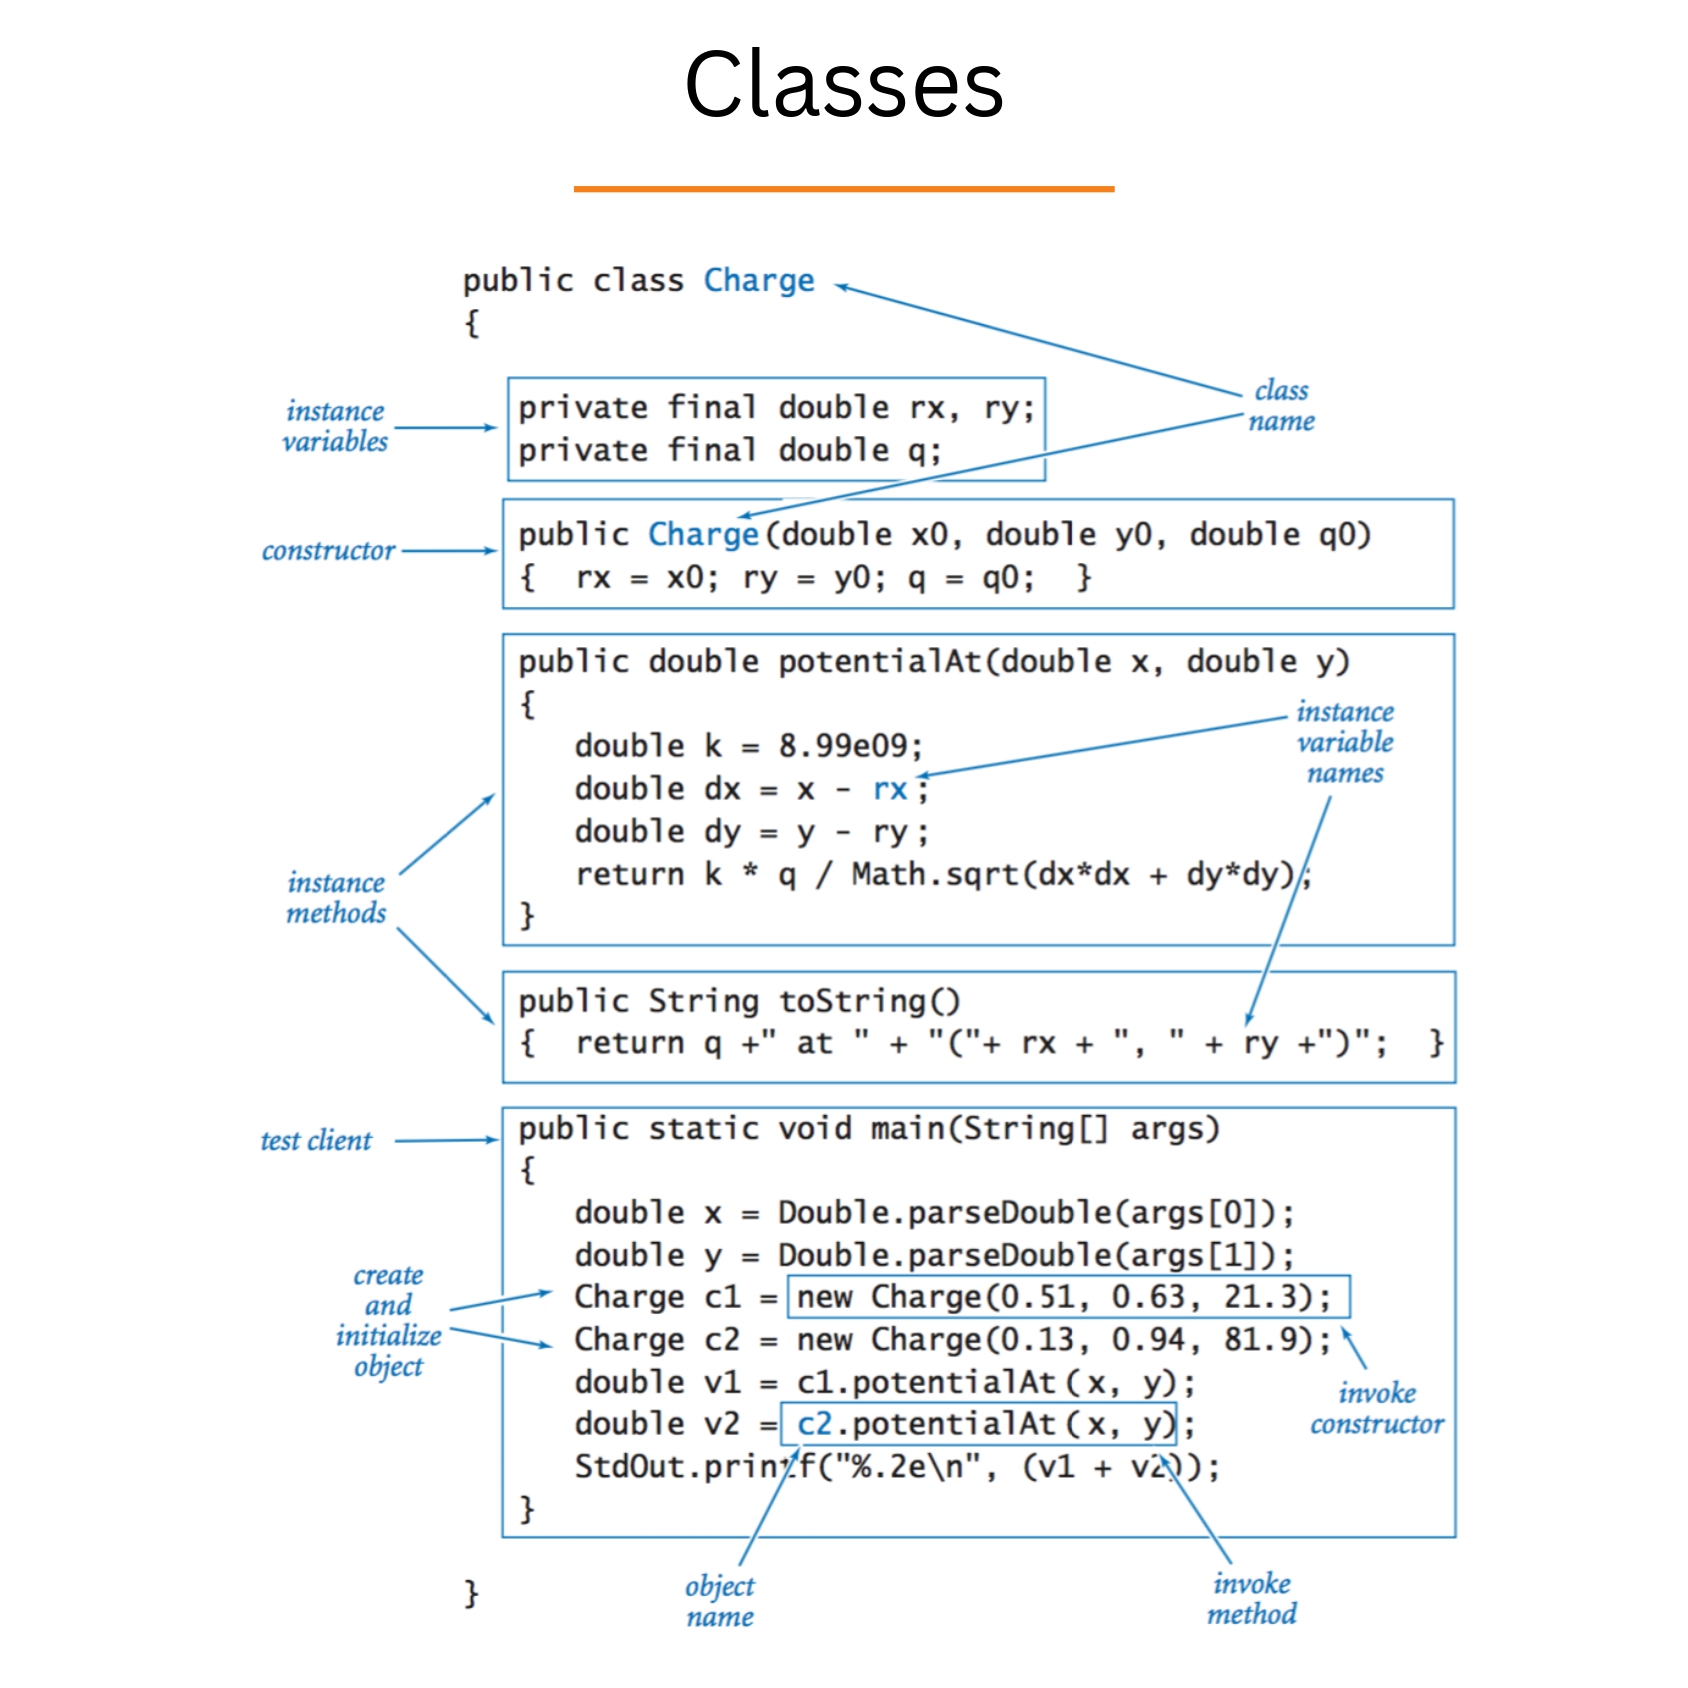 Classes
public class Charge
{
class
name
instance
variables
private final double rx, ry;
private final double q;
constructor
public Charge(double x0, double y0, double q0)
{  rx = x0; ry = y0; q = q0;  }
instance
methods
public double potentialAt(double x, double y)
{
double k = 8.99e09;
double dx = x - rx;
double dy = y - ry;
return k * q / Math.sqrt(dx*dx + dy*dy);
}
instance
variable
names
public String toString()
{  return q +" at " + "("+ rx + ", " + ry +")";  }
test client
public static void main(String[] args)
{
double x = Double.parseDouble(args[0]);
double y = Double.parseDouble(args[1]);
create
and
initialize
object
Charge c1 = new Charge(0.51, 0.63, 21.3);
Charge c2 = new Charge(0.13, 0.94, 81.9);
double v1 = c1.potentialAt(x, y);
double v2 = c2.potentialAt(x, y);
StdOut.printf("%.2e\n", (v1 + v2));
}
invoke
constructor
object
name
invoke
method
}